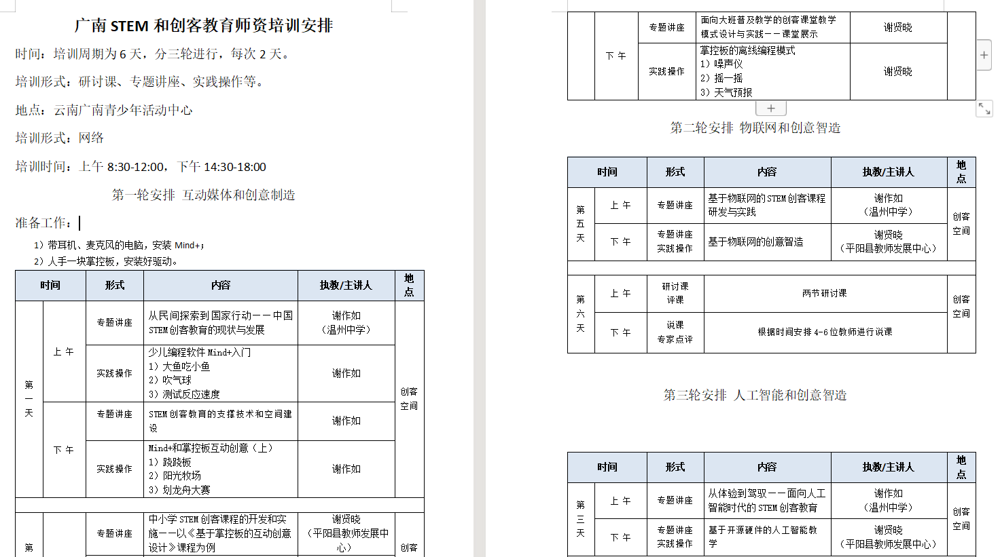 广南 STEM 和创客教育师资培训安排
时间：培训周期为 6 天，分三轮进行，每次 2 天。
培训形式：研讨课、专题讲座、实践操作等。
地点：云南广南青少年活动中心
培训形式：网络
培训时间：上午 8:30-12:00，下午 14:30-18:00
第一轮安排 互动媒体和创意制造
准备工作：
1）带耳机、麦克风的电脑，安装 Mind+；
2）人手一块掌控板，安装好驱动。
时间 形式 内容 执教/主讲人 地
点
第
一
天
上 午
专题讲座
从民间探索到国家行动——中国
STEM 创客教育的现状与发展
谢作如
（温州中学）
实践操作
少儿编程软件 Mind+入门
1）大鱼吃小鱼
2）吹气球
3）测试反应速度
谢作如
下 午
专题讲座
STEM 创客教育的支撑技术和空间建
设
谢作如
实践操作
Mind+和掌控板互动创意（上）
1）跷跷板
2）阳光牧场
3）划龙舟大赛
谢作如
创客
空间
第
专题讲座
中小学 STEM 创客课程的开发和实
施——以《基于掌控板的互动创意
设计》课程为例
谢贤晓
（平阳县教师发展中
心）
创客
下 午
专题讲座
面向大班普及教学的创客课堂教学
模式设计与实践——课堂展示
谢贤晓
实践操作
掌控板的离线编程模式
1）噪声仪
2）摇一摇
3）天气预报
谢贤晓
第二轮安排 物联网和创意智造
时间 形式 内容 执教/主讲人 地
点
第
五
天
上 午
专题讲座
基于物联网的 STEM 创客课程
研发与实践
谢作如
（温州中学）
下 午
专题讲座
实践操作
基于物联网的创意智造
谢贤晓
（平阳县教师发展中心）
创客
空间
第
六
天
上 午
研讨课
评课
两节研讨课
下 午
说课
专家点评
根据时间安排 4-6 位教师进行说课
创客
空间
第三轮安排 人工智能和创意智造
时间 形式 内容 执教/主讲人 地
点
第
三
天
上 午
专题讲座
从体验到驾驭——面向人工
智能时代的 STEM 创客教育
谢作如
（温州中学）
下 午
专题讲座
实践操作
基于开源硬件的人工智能教
学
谢贤晓
（平阳县教师发展中心）
创客
空间